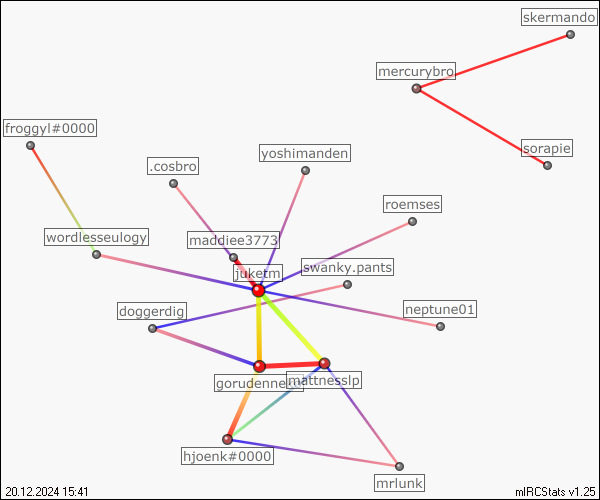 skermando
mercurybro
froggyl#0000
sorapie
yoshimanden
.cosbro
roemses
wordlesseulogy
maddiee3773
swanky.pants
juketm
doggerdig
neptune01
mattnesslp
hjoenk#0000
mrlunk
20.12.2024 15:41
mIRCStats v1.25